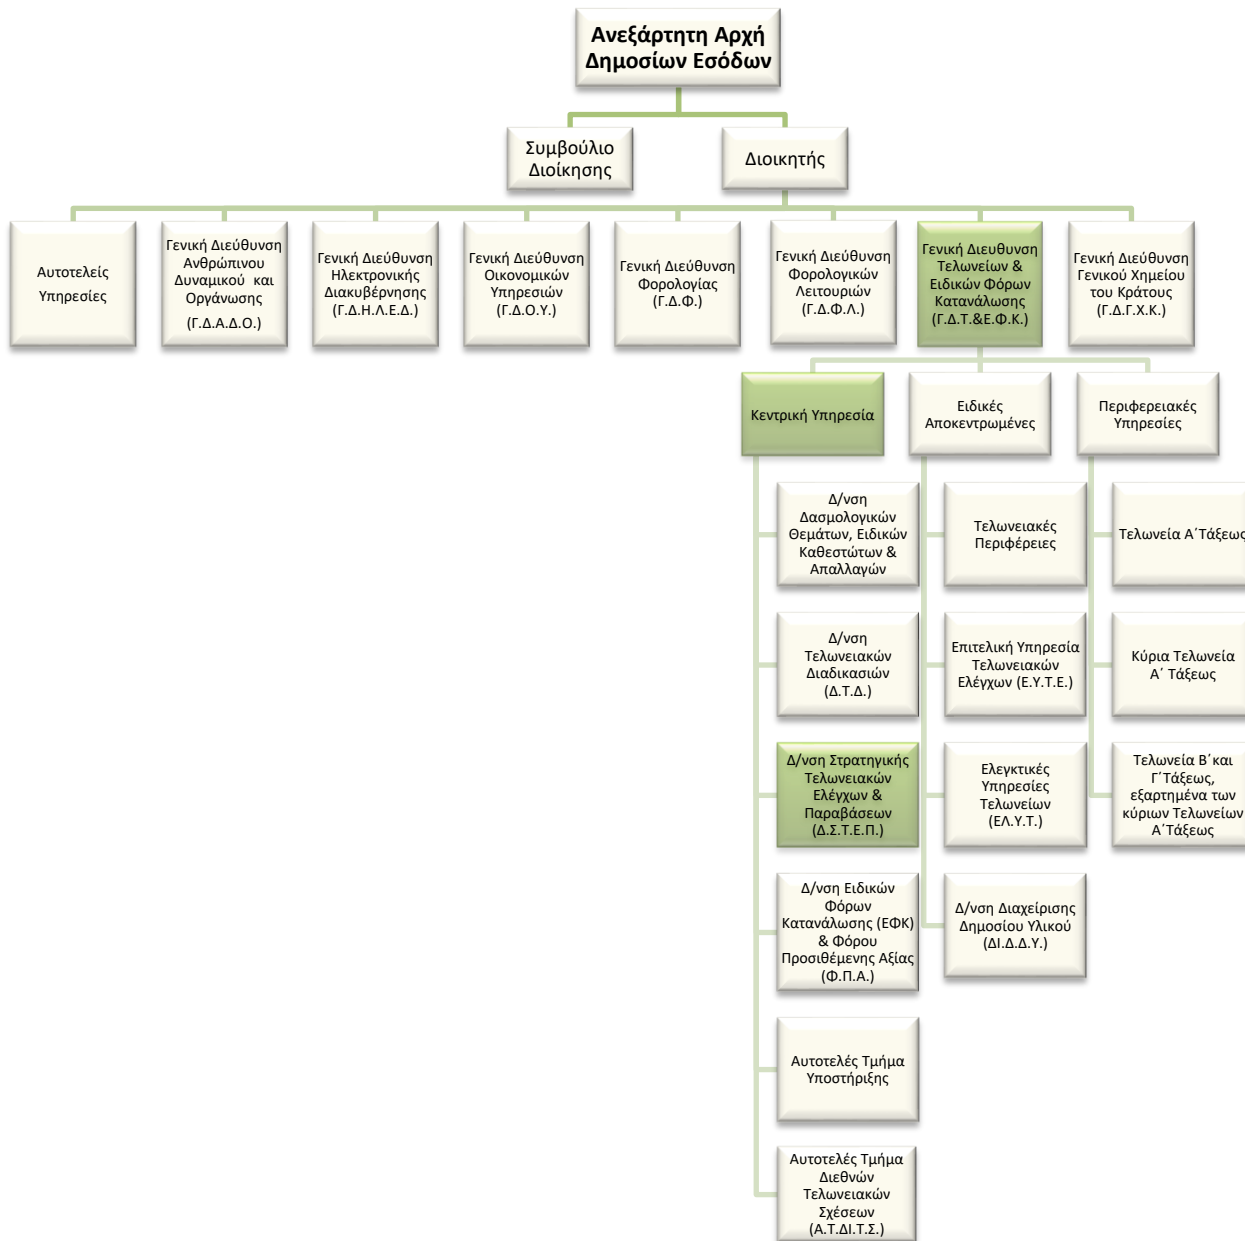 Ανεξάρτητη Αρχή
Δημοσίων Εσόδων
Συμβούλιο
Διοίκησης
Διοικητής
Αυτοτελείς
Υπηρεσίες
Γενική Διεύθυνση
Ανθρώπινου
Δυναμικού και
Οργάνωσης
(Γ.Δ.Α.Δ.Ο.)
Γενική Διεύθυνση
Ηλεκτρονικής
Διακυβέρνησης
(Γ.Δ.Η.Λ.Ε.Δ.)
Γενική Διεύθυνση
Οικονομικών
Υπηρεσιών
(Γ.Δ.Ο.Υ.)
Γενική Διεύθυνση
Φορολογίας
(Γ.Δ.Φ.)
Γενική Διεύθυνση
Φορολογικών
Λειτουριών
(Γ.Δ.Φ.Λ.)
Γενική Διευθυνση
Τελωνείων &
Ειδικών Φόρων
Κατανάλωσης
(Γ.Δ.Τ.&Ε.Φ.Κ.)
Γενική Διεύθυνση
Γενικού Χημείου
του Κράτους
(Γ.Δ.Γ.Χ.Κ.)
Κεντρική Υπηρεσία
Ειδικές
Αποκεντρωμένες
Περιφερειακές
Υπηρεσίες
Δ/νση
Δασμολογικών
Θεμάτων, Ειδικών
Καθεστώτων &
Απαλλαγών
Τελωνειακές
Περιφέρειες
Τελωνεία Α΄Τάξεως
Δ/νση
Τελωνειακών
Διαδικασιών
(Δ.Τ.Δ.)
Επιτελική Υπηρεσία
Τελωνειακών
Ελέγχων (Ε.Υ.Τ.Ε.)
Κύρια Τελωνεία
Α΄ Τάξεως
Δ/νση Στρατηγικής
Τελωνειακών
Ελέγχων &
Παραβάσεων
(Δ.Σ.Τ.Ε.Π.)
Ελεγκτικές
Υπηρεσίες
Τελωνείων
(ΕΛ.Υ.Τ.)
Τελωνεία Β΄και
Γ΄Τάξεως,
εξαρτημένα των
κύριων Τελωνείων
Α΄Τάξεως
Δ/νση Ειδικών
Φόρων
Κατανάλωσης (ΕΦΚ)
& Φόρου
Προσιθέμενης Αξίας
(Φ.Π.Α.)
Δ/νση Διαχείρισης
Δημοσίου Υλικού
(ΔΙ.Δ.Δ.Υ.)
Αυτοτελές Τμήμα
Υποστήριξης
Αυτοτελές Τμήμα
Διεθνών
Τελωνειακών
Σχέσεων
(Α.Τ.ΔΙ.Τ.Σ.)